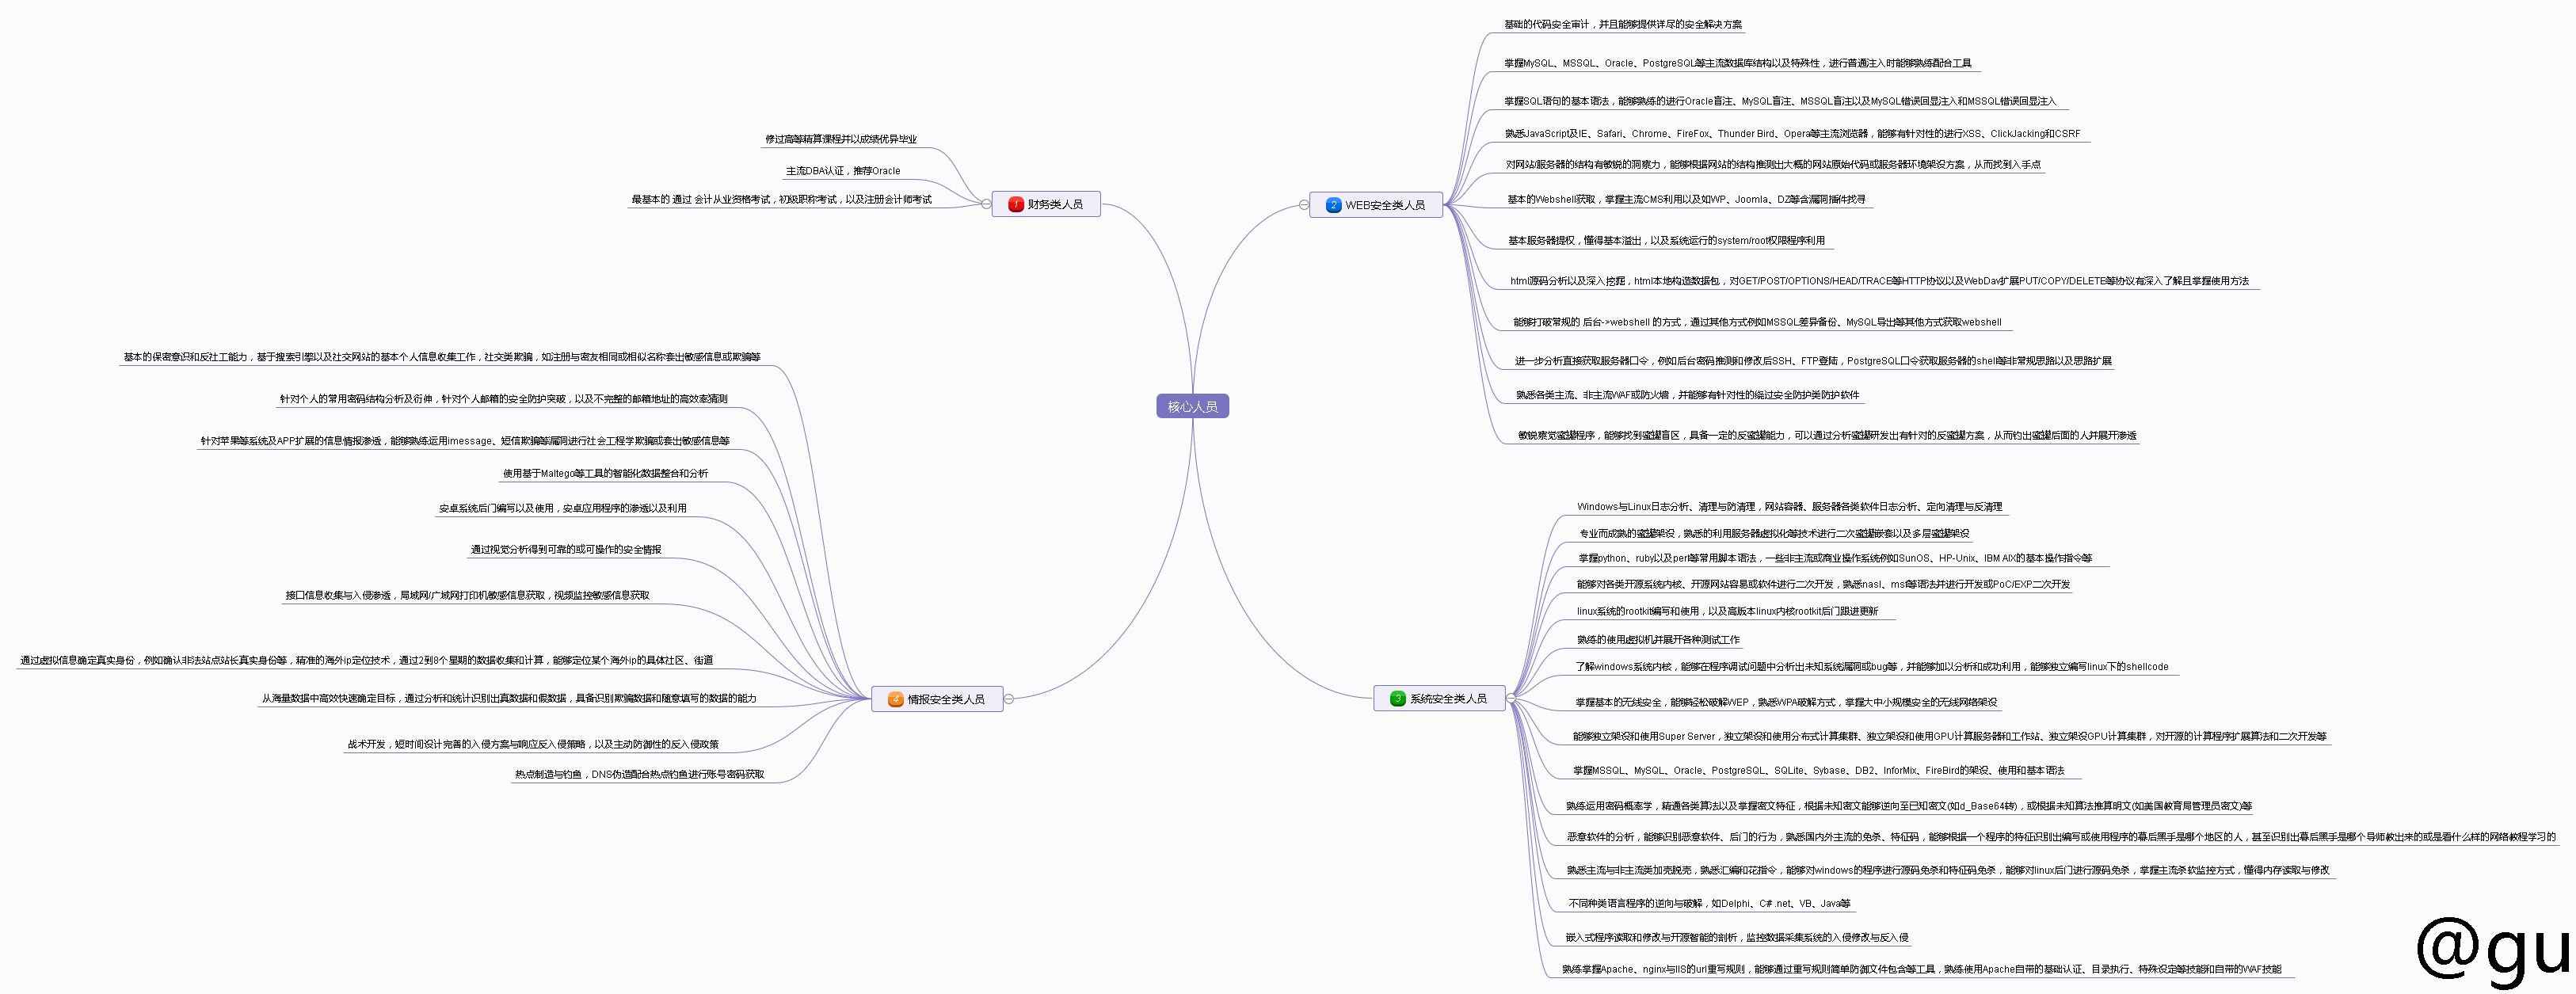 核心人员
1 财务类人员
修过高等精算课程并以成绩优异毕业
主流DBA认证，推荐Oracle
最基本的 通过 会计从业资格考试，初级职称考试，以及注册会计师考试
2 WEB安全类人员
基础的代码安全审计，并且能够提供详尽的安全解决方案
掌握MySQL、MSSQL、Oracle、PostgreSQL等主流数据库结构以及特殊性，进行普通注入时能够熟练配合工具
掌握SQL语句的基本语法，能够熟练的进行Oracle盲注、MySQL盲注、MSSQL盲注以及MySQL错误回显注入和MSSQL错误回显注入
熟悉JavaScript及IE、Safari、Chrome、FireFox、Thunder Bird、Opera等主流浏览器，能够有针对性的进行XSS、ClickJacking和CSRF
对网站/服务器的结构有敏锐的洞察力，能够根据网站的结构推测出大概的网站原始代码或服务器环境架设方案，从而找到入手点
基本的Webshell获取，掌握主流CMS利用以及如WP、Joomla、DZ等含漏洞插件找寻
基本服务器提权，懂得基本溢出，以及系统运行的system/root权限程序利用
html源码分析以及深入挖掘，html本地构造数据包，对GET/POST/OPTIONS/HEAD/TRACE等HTTP协议以及WebDav扩展PUT/COPY/DELETE等协议有深入了解且掌握使用方法
能够打破常规的 后台->webshell 的方式，通过其他方式例如MSSQL差异备份、MySQL导出等其他方式获取webshell
进一步分析直接获取服务器口令，例如后台密码推测和修改后SSH、FTP登陆，PostgreSQL口令获取服务器的shell等非常规思路以及思路扩展
熟悉各类主流、非主流WAF或防火墙，并能够有针对性的绕过安全防护类防护软件
敏锐察觉蜜罐程序，能够找到蜜罐盲区，具备一定的反蜜罐能力，可以通过分析蜜罐研发出有针对的反蜜罐方案，从而钓出蜜罐后面的人并展开渗透
3 系统安全类人员
Windows与Linux日志分析、清理与防清理，网站容器、服务器各类软件日志分析、定向清理与反清理
专业而成熟的蜜罐架设，熟悉的利用服务器虚拟化等技术进行二次蜜罐嵌套以及多层蜜罐架设
掌握python、ruby以及perl等常用脚本语法，一些非主流或商业操作系统例如SunOS、HP-Unix、IBM AIX的基本操作指令等
能够对各类开源系统内核、开源网站容易或软件进行二次开发，熟悉nasl、msf等语法并进行开发或PoC/EXP二次开发
linux系统的rootkit编写和使用，以及高版本linux内核rootkit后门跟进更新
熟练的使用虚拟机并展开各种测试工作
了解windows系统内核，能够在程序调试问题中分析出未知系统漏洞或bug等，并能够加以分析和成功利用，能够独立编写linux下的shellcode
掌握基本的无线安全，能够轻松破解WEP，熟悉WPA破解方式，掌握大中小规模安全的无线网络架设
能够独立架设和使用Super Server，独立架设和使用分布式计算集群、独立架设和使用GPU计算服务器和工作站、独立架设GPU计算集群，对开源的计算程序扩展算法和二次开发等
掌握MSSQL、MySQL、Oracle、PostgreSQL、SQLite、Sybase、DB2、InforMix、FireBird的架设、使用和基本语法
熟练运用密码概率学，精通各类算法以及掌握密文特征，根据未知密文能够逆向至已知密文(如d_Base64转)，或根据未知算法推算明文(如美国教育局管理员密文)等
恶意软件的分析，能够识别恶意软件、后门的行为，熟悉国内外主流的免杀、特征码，能够根据一个程序的特征识别出编写或使用程序的幕后黑手是哪个地区的人，甚至识别出幕后黑手是哪个导师教出来的或是看什么样的网络教程学习的
熟悉主流与非主流类加壳脱壳，熟悉汇编和花指令，能够对windows的程序进行源码免杀和特征码免杀，能够对linux后门进行源码免杀，掌握主流杀软监控方式，懂得内存读取与修改
不同种类语言程序的逆向与破解，如Delphi、C# .net、VB、Java等
嵌入式程序读取和修改与开源智能的剖析，监控数据采集系统的入侵修改与反入侵
熟练掌握Apache、nginx与IIS的url重写规则，能够通过重写规则简单防御文件包含等工具，熟练使用Apache自带的基础认证、目录执行、特殊设定等技能和自带的WAF技能
4 情报安全类人员
基本的保密意识和反社工能力，基于搜索引擎以及社交网站的基本个人信息收集工作，社交类欺骗，如注册与密友相同或相似名称套出敏感信息或欺骗等
针对个人的常用密码结构分析及衍伸，针对个人邮箱的安全防护突破，以及不完整的邮箱地址的高效率猜测
针对苹果等系统及APP扩展的信息情报渗透，能够熟练运用imessage、短信欺骗等漏洞进行社会工程学欺骗或套出敏感信息等
使用基于Maltego等工具的智能化数据整合和分析
安卓系统后门编写以及使用，安卓应用程序的渗透以及利用
通过视觉分析得到可靠的或可操作的安全情报
接口信息收集与入侵渗透，局域网/广域网打印机敏感信息获取，视频监控敏感信息获取
通过虚拟信息确定真实身份，例如确认非法站点站长真实身份等，精准的海外ip定位技术，通过2到8个星期的数据收集和计算，能够定位某个海外ip的具体社区、街道
从海量数据中高效快速确定目标，通过分析和统计识别出真数据和假数据，具备识别欺骗数据和随意填写的数据的能力
战术开发，短时间设计完善的入侵方案与响应反入侵策略，以及主动防御性的反入侵政策
热点制造与钓鱼，DNS伪造配合热点钓鱼进行账号密码获取
@gu